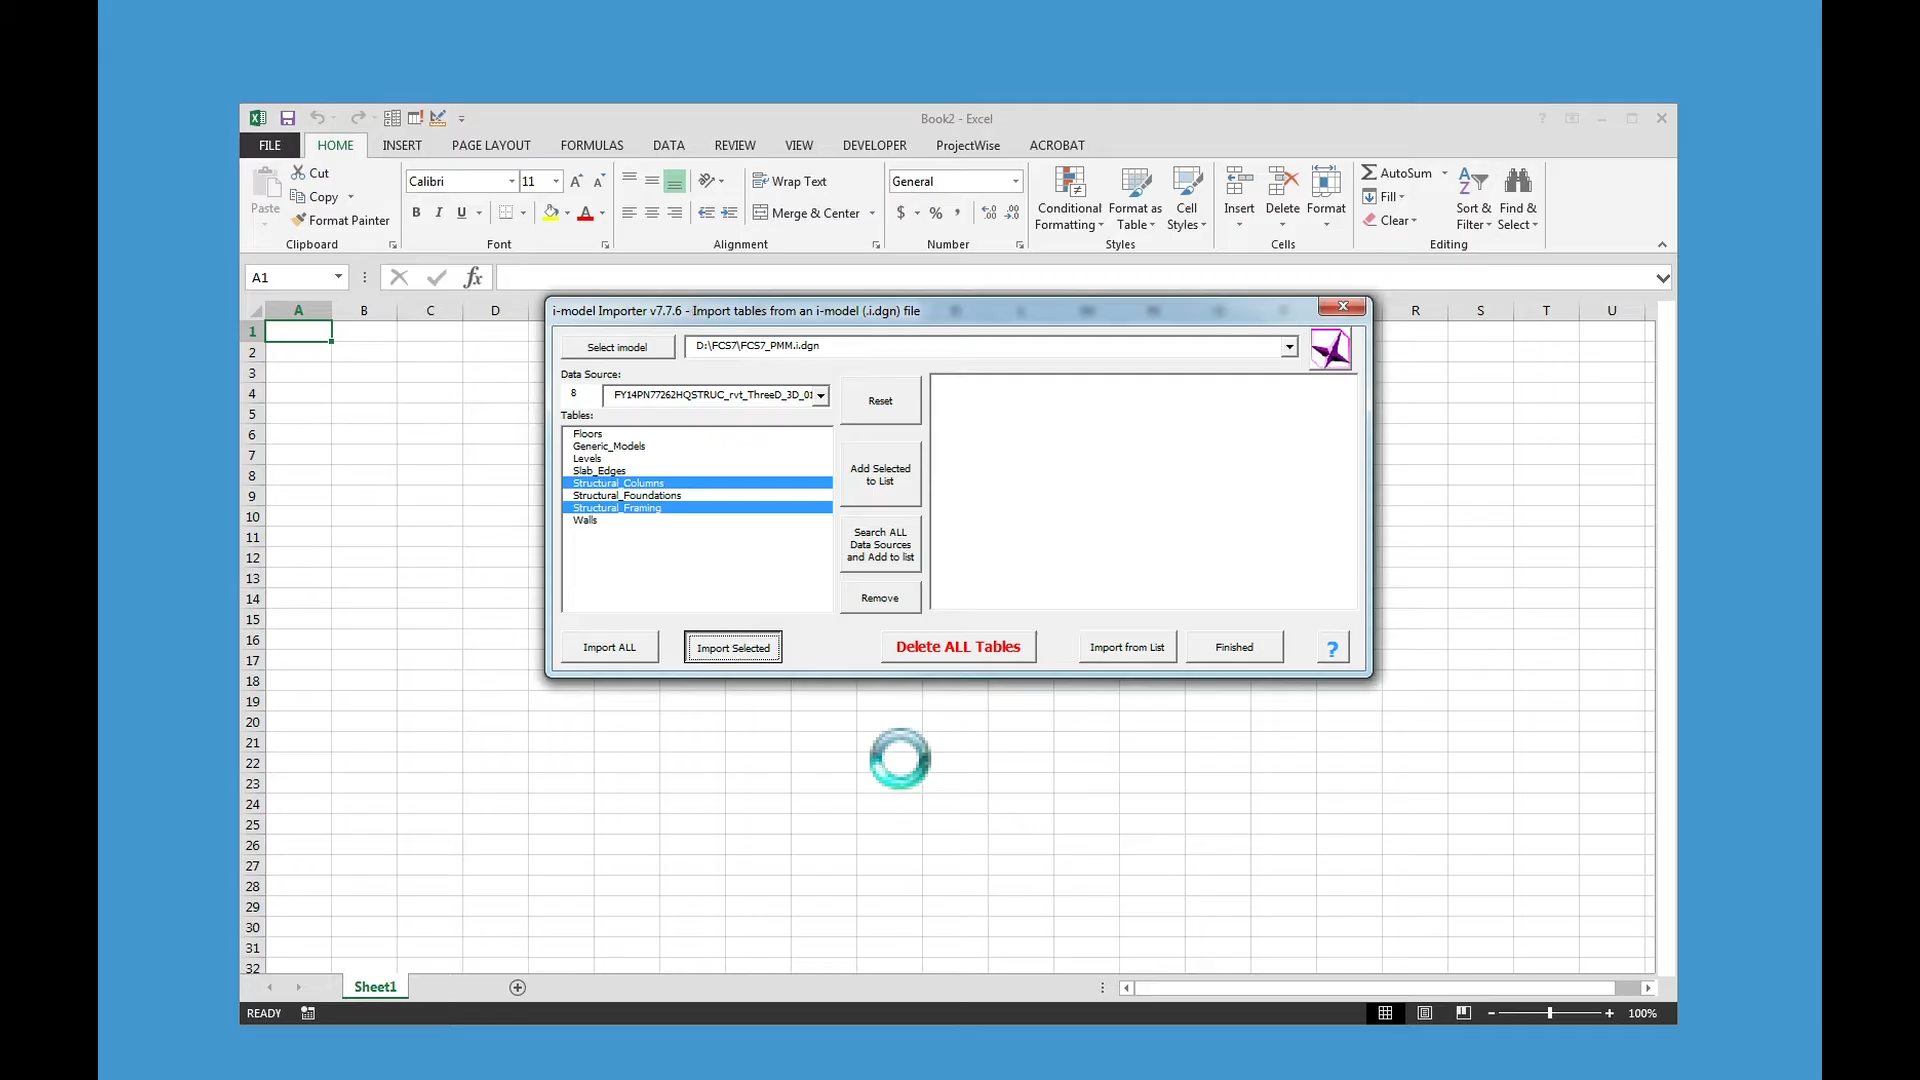 Book2 - Excel
FILE HOME INSERT PAGE LAYOUT FORMULAS DATA REVIEW VIEW DEVELOPER ProjectWise ACROBAT
Paste
Cut
Copy
Format Painter
Clipboard
Calibri 11
B I U
Font
Wrap Text
Merge & Center
Alignment
General
$ % ,
Number
Conditional Formatting
Format as Table
Cell Styles
Styles
Insert
Delete
Format
Cells
AutoSum
Fill
Clear
Sort & Filter
Find & Select
Editing
A1
fx
A B C D R S T U
i-model Importer v7.7.6 - Import tables from an i-model (.i.dgn) file
Select imodel
D:\FCS7\FCS7_PMM.i.dgn
Data Source:
8
FY14PN77262HQSTRUC_rvt_ThreeD_3D_01
Tables:
Floors
Generic_Models
Levels
Slab_Edges
Structural_Columns
Structural_Foundations
Structural_Framing
Walls
Reset
Add Selected
to List
Search ALL
Data Sources
and Add to list
Remove
Import ALL
Import Selected
Delete ALL Tables
Import from List
Finished
?
1
2
3
4
5
6
7
8
9
10
11
12
13
14
15
16
17
18
19
20
21
22
23
24
25
26
27
28
29
30
31
32
Sheet1
READY
100%